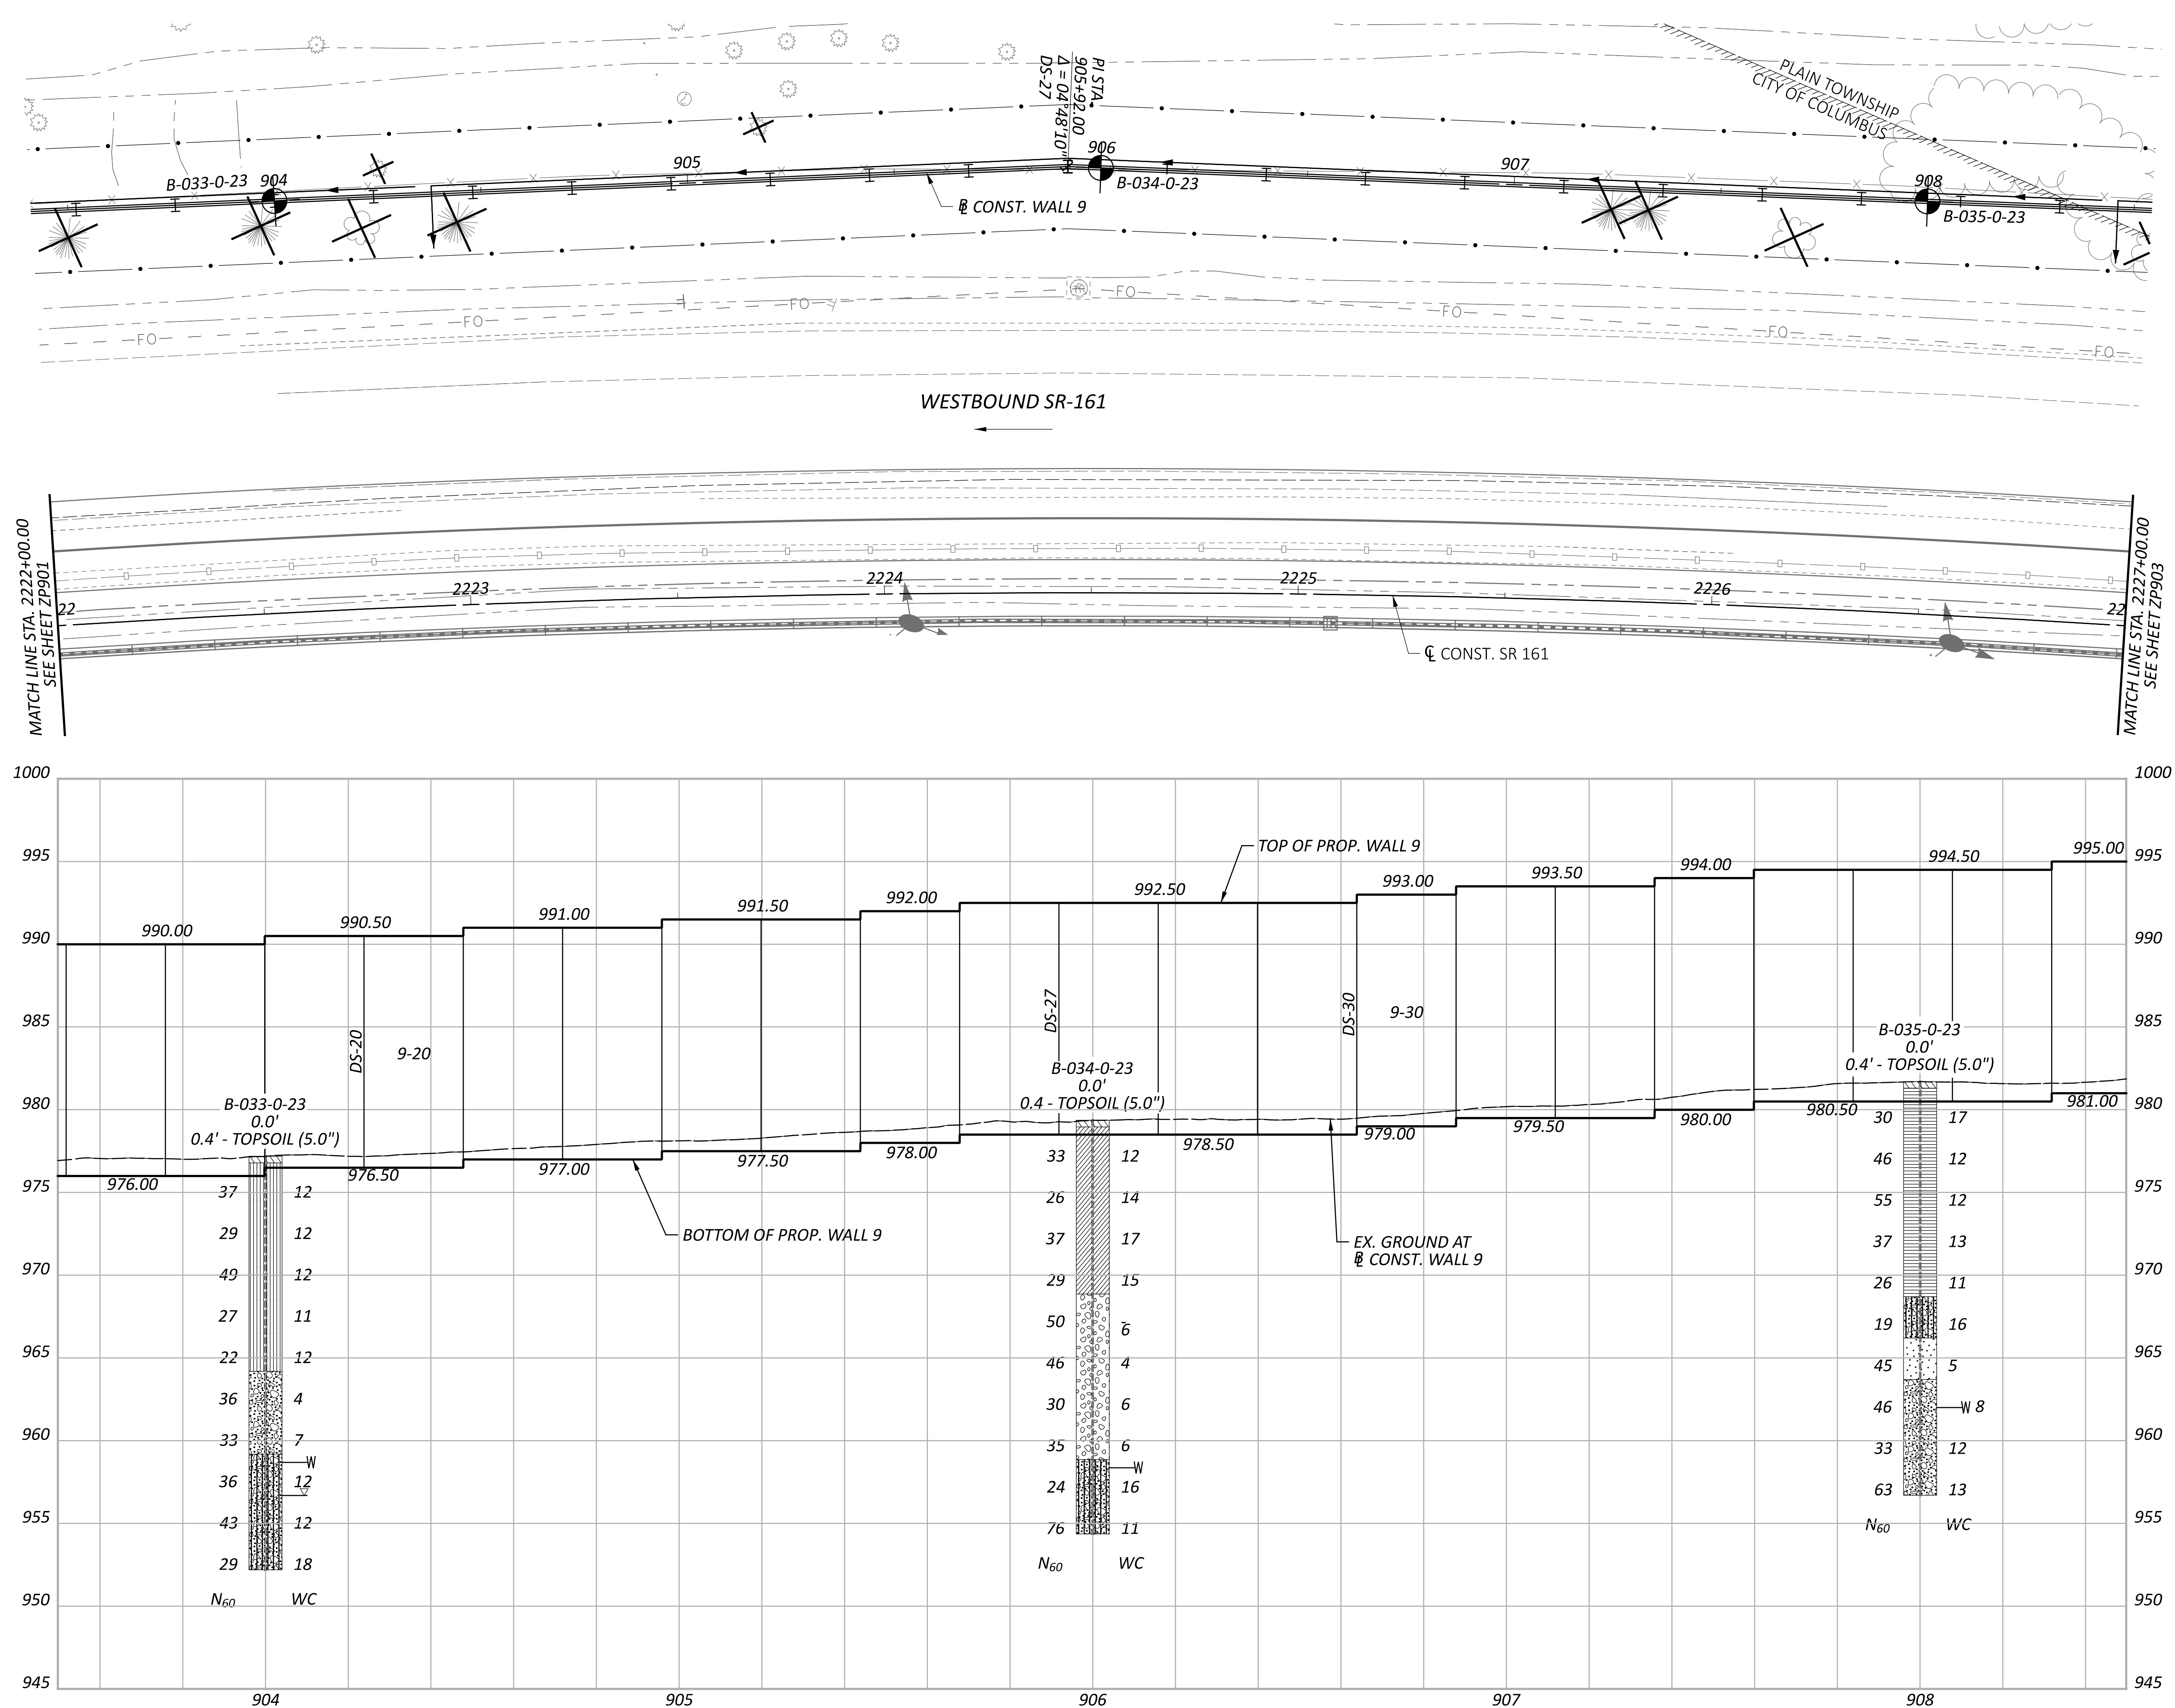 PLAIN TOWNSHIP
CITY OF COLUMBUS
PI STA
905+92.00
Δ = 04°48'10"
DS-27
B-033-0-23
904
905
906
B-034-0-23
907
908
B-035-0-23
℄ CONST. WALL 9
FO
FO
FO
FO
FO
FO
FO
WESTBOUND SR-161
MATCH LINE STA. 2222+00.00
SEE SHEET ZP901
22
2223
2224
2225
2226
22
MATCH LINE STA. 2227+00.00
SEE SHEET ZP903
℄ CONST. SR 161
1000
1000
995
TOP OF PROP. WALL 9
995.00
995
990.00
990.50
991.00
991.50
992.00
992.50
993.00
993.50
994.00
994.50
990
990
985
DS-20
9-20
DS-27
DS-30
9-30
985
B-033-0-23
0.0'
0.4' - TOPSOIL (5.0")
B-034-0-23
0.0'
0.4 - TOPSOIL (5.0")
B-035-0-23
0.0'
0.4' - TOPSOIL (5.0")
980
980
976.00
976.50
977.00
977.50
978.00
978.50
979.00
979.50
980.00
980.50
981.00
975
975
BOTTOM OF PROP. WALL 9
EX. GROUND AT
℄ CONST. WALL 9
37 12
29 12
49 12
27 11
22 12
36 4
33 7
W
36 12
43 12
29 18
N60 WC
33 12
26 14
37 17
29 15
50 -
6
46 4
30 6
35 6
W
24 16
76 11
N60 WC
30 17
46 12
55 12
37 13
26 11
19 16
45 5
46 W 8
33 12
63 13
N60 WC
970
970
965
965
960
960
955
955
950
950
945
945
904
905
906
907
908